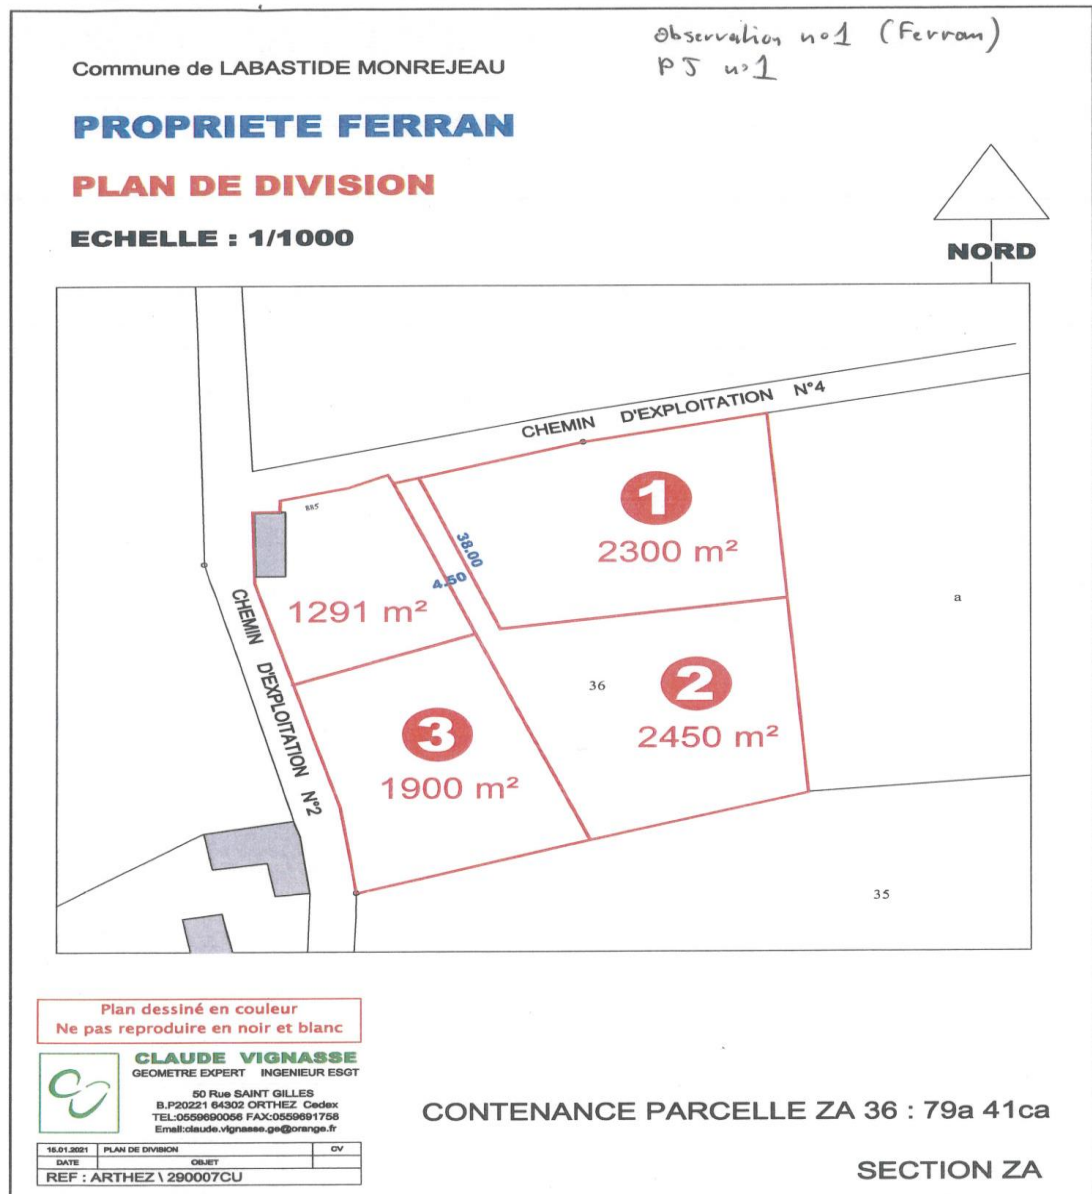 Observation n°1 (Ferran)
PJ n°1
Commune de LABASTIDE MONREJEAU
PROPRIETE FERRAN
PLAN DE DIVISION
ECHELLE : 1/1000
NORD
CHEMIN D'EXPLOITATION N°4
885
1
2300 m²
38.00
4.50
1291 m²
a
CHEMIN D'EXPLOITATION N°2
36
2
2450 m²
3
1900 m²
35
Plan dessiné en couleur
Ne pas reproduire en noir et blanc
CLAUDE VIGNASSE
GEOMETRE EXPERT INGENIEUR ESGT
50 Rue SAINT GILLES
B.P20221 64302 ORTHEZ Cedex
TEL:0559690056 FAX:0559691758
Email:claude.vignasse.ge@orange.fr
CONTENANCE PARCELLE ZA 36 : 79a 41ca
15.01.2021 PLAN DE DIVISION CV
DATE OBJET
REF : ARTHEZ \ 290007CU
SECTION ZA